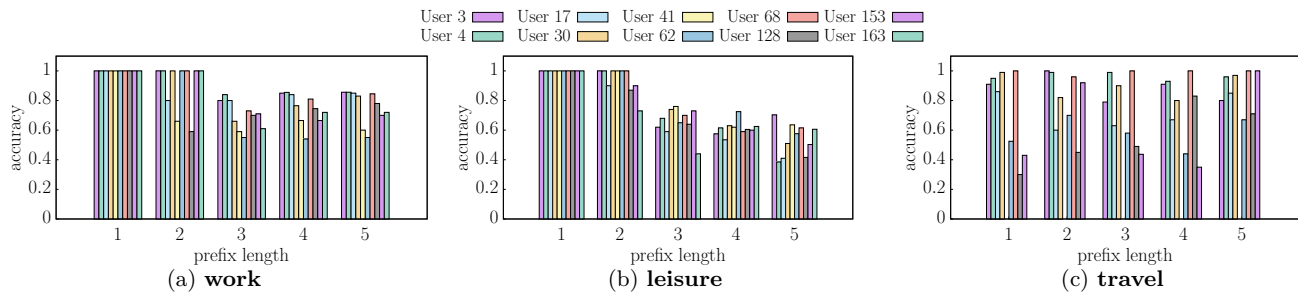 User 3 User 17 User 41 User 68 User 153
User 4 User 30 User 62 User 128 User 163
1
0.8
0.6
0.4
0.2
0
accuracy
1 2 3 4 5
prefix length
(a) work
1
0.8
0.6
0.4
0.2
0
accuracy
1 2 3 4 5
prefix length
(b) leisure
1
0.8
0.6
0.4
0.2
0
accuracy
1 2 3 4 5
prefix length
(c) travel